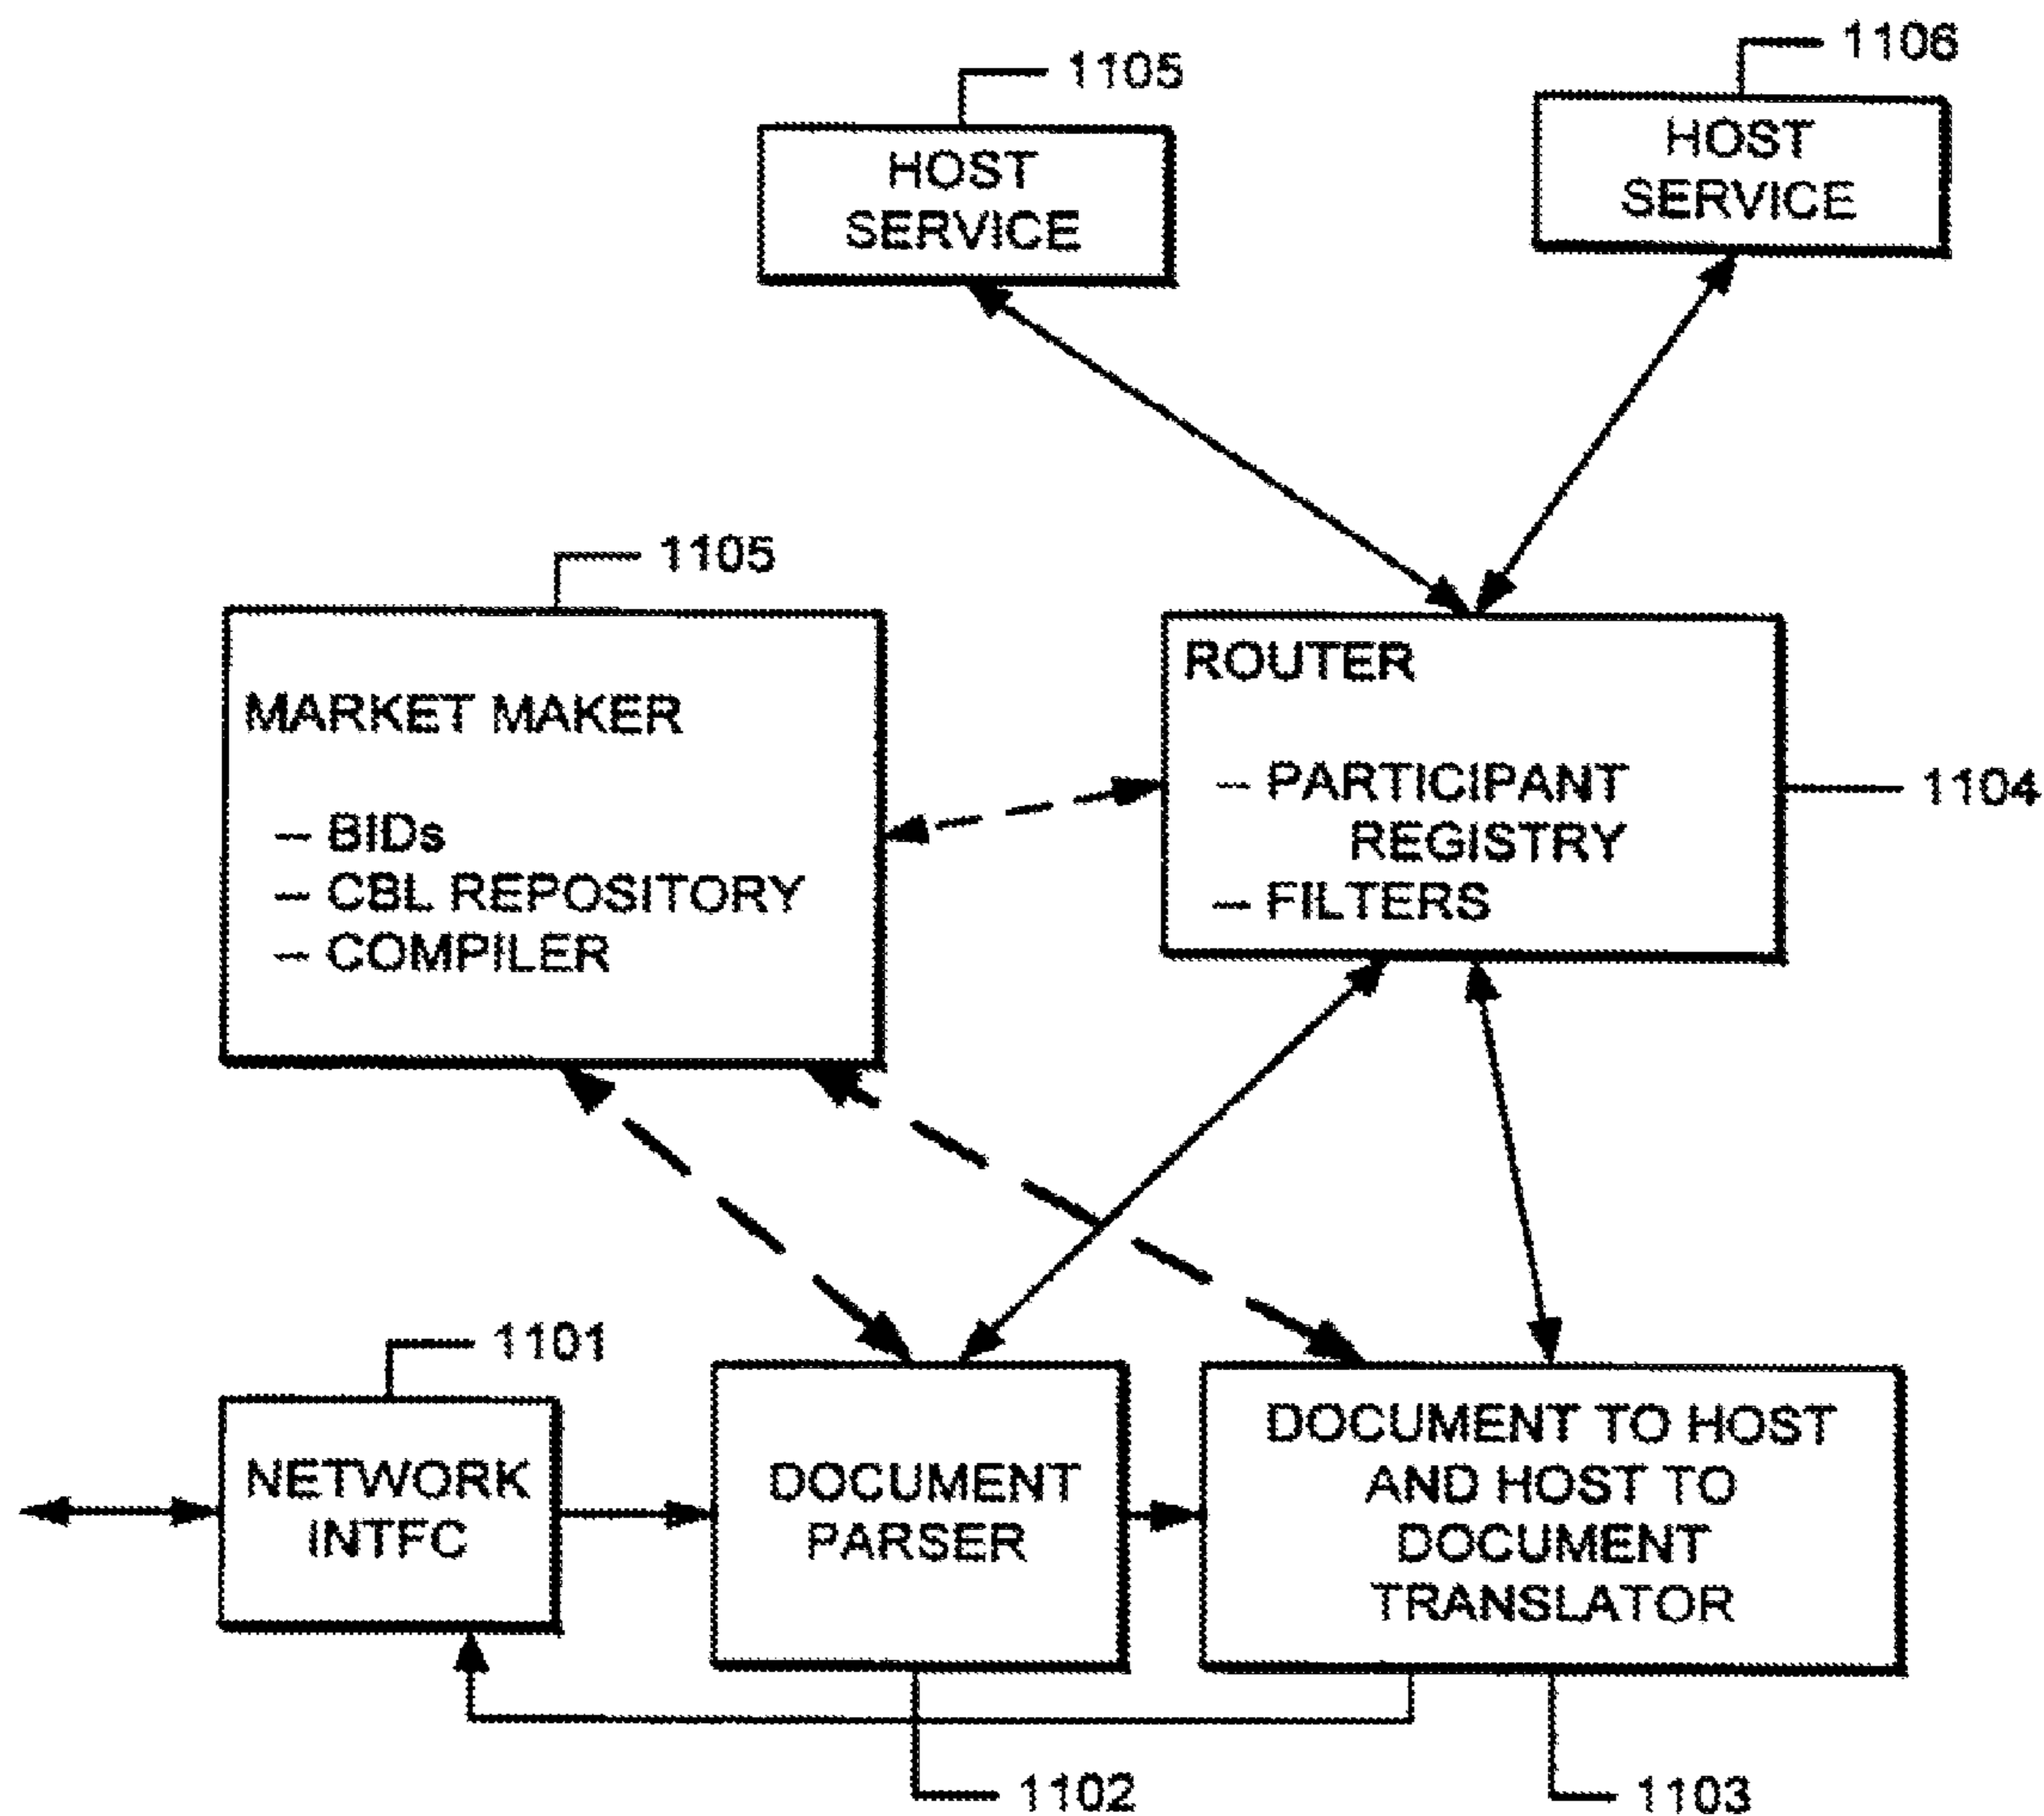 1105
HOST
SERVICE
1106
HOST
SERVICE
1105
MARKET MAKER
– BIDs
– CBL REPOSITORY
– COMPILER
ROUTER
– PARTICIPANT
REGISTRY
– FILTERS
1104
1101
NETWORK
INTFC
DOCUMENT
PARSER
DOCUMENT TO HOST
AND HOST TO
DOCUMENT
TRANSLATOR
1102
1103